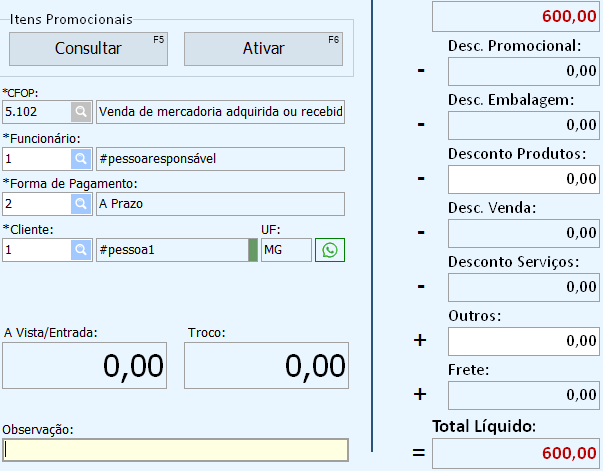 Itens Promocionais
Consultar F5
Ativar F6
*CFOP:
5.102 Venda de mercadoria adquirida ou recebid
*Funcionário:
1 #pessoaresponsável
*Forma de Pagamento:
2 A Prazo
*Cliente: UF:
1 #pessoa1 MG
A Vista/Entrada: Troco:
0,00 0,00
Observação:
600,00
Desc. Promocional:
- 0,00
Desc. Embalagem:
- 0,00
Desconto Produtos:
- 0,00
Desc. Venda:
- 0,00
Desconto Serviços:
- 0,00
Outros:
+ 0,00
Frete:
+ 0,00
Total Líquido:
= 600,00